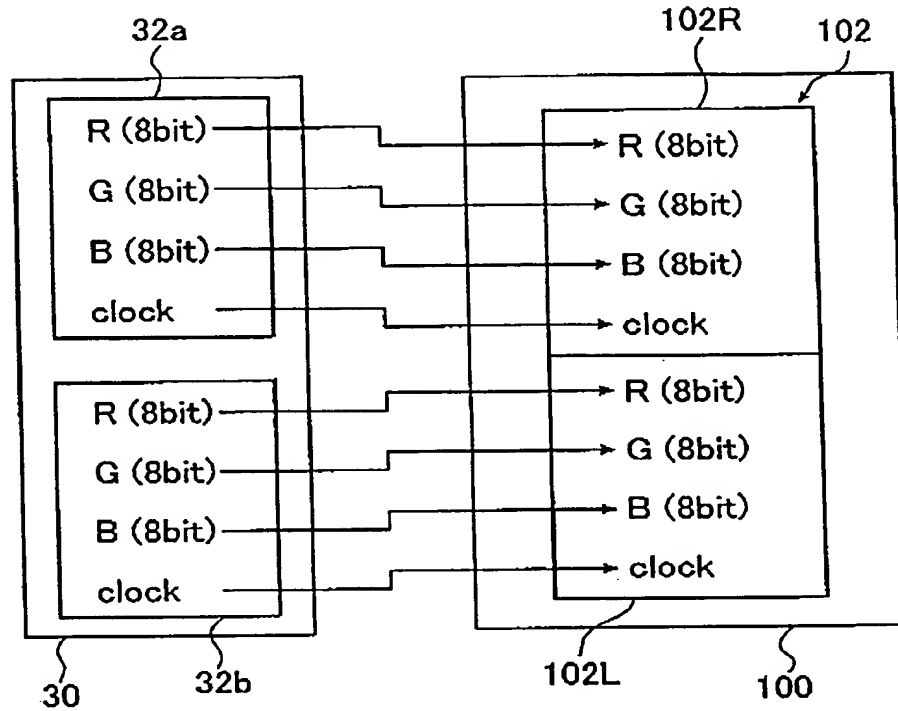 32a
102R
102
R (8bit)
G (8bit)
B (8bit)
clock
R (8bit)
G (8bit)
B (8bit)
clock
R (8bit)
G (8bit)
B (8bit)
clock
R (8bit)
G (8bit)
B (8bit)
clock
30
32b
102L
100